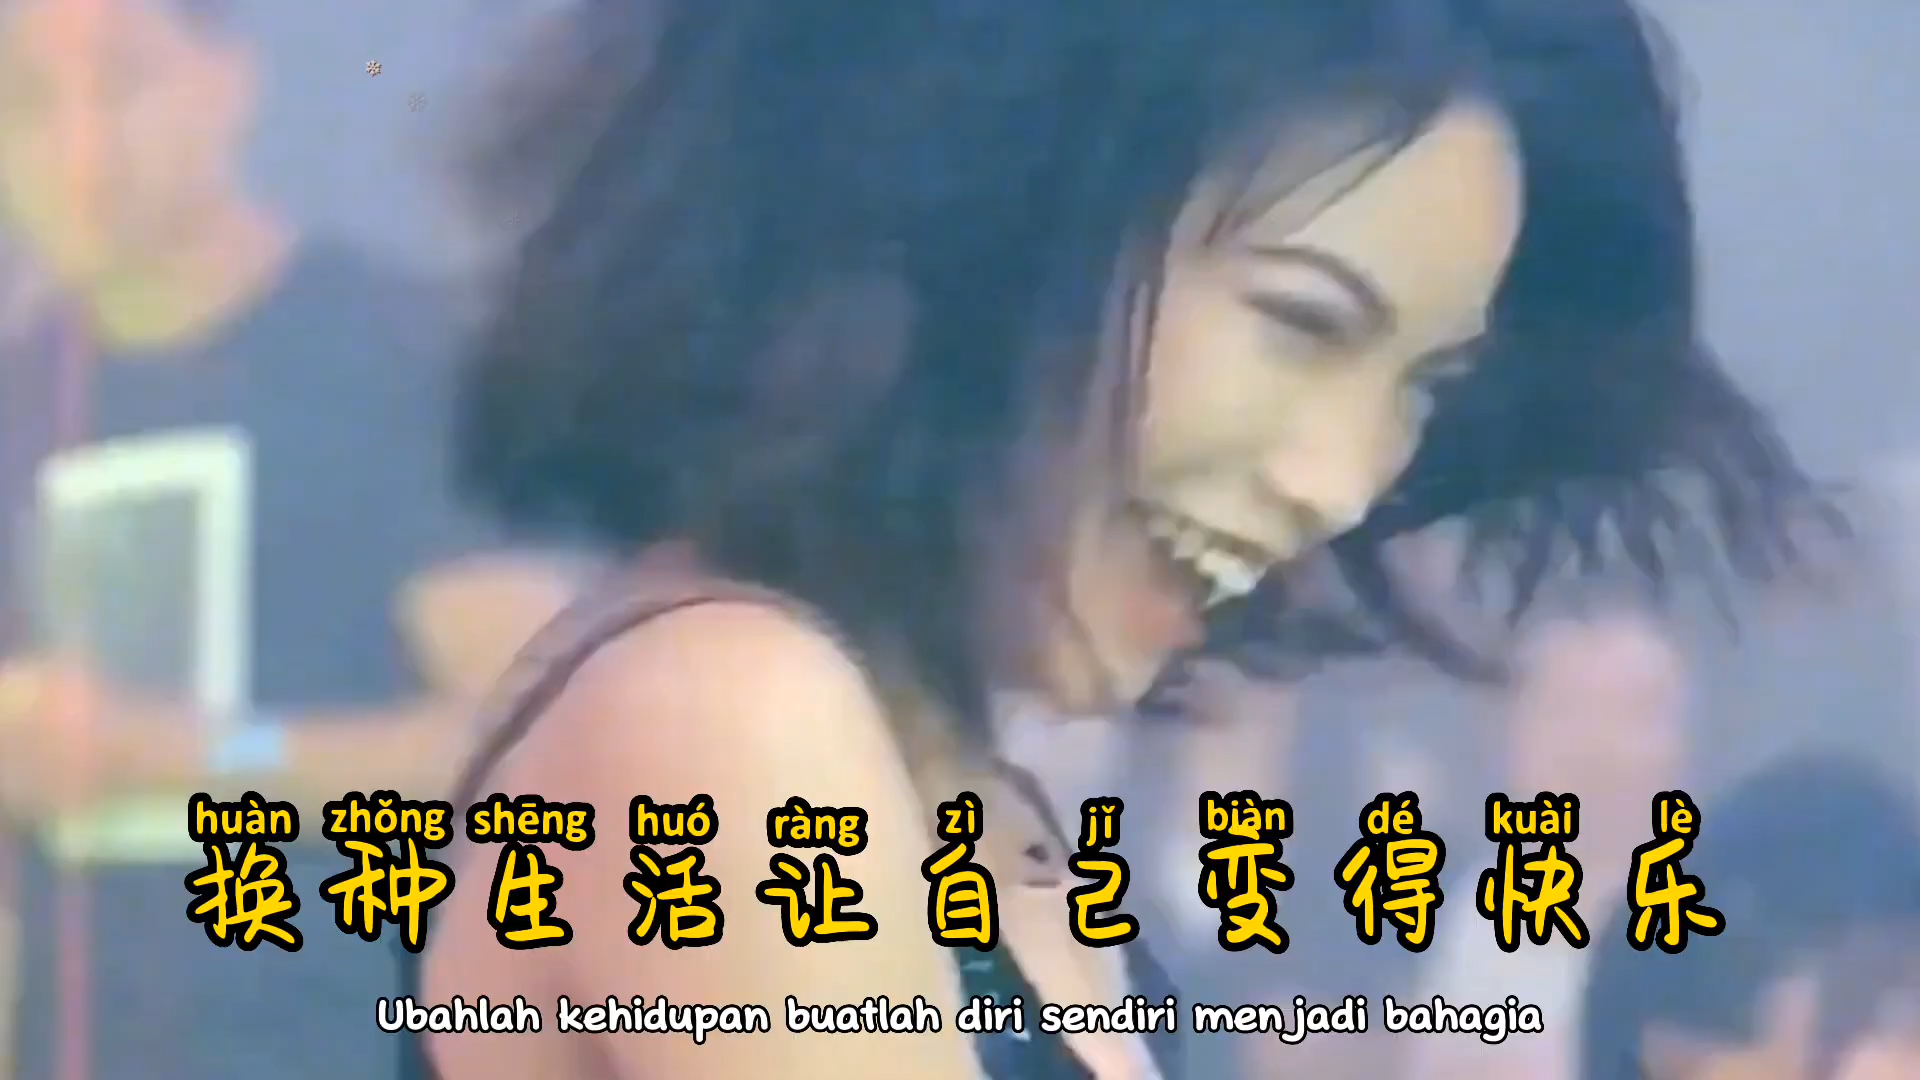 huàn zhǒng shēng huó ràng zì jǐ biàn dé kuài lè
换种生活让自己变得快乐
Ubahlah kehidupan buatlah diri sendiri menjadi bahagia